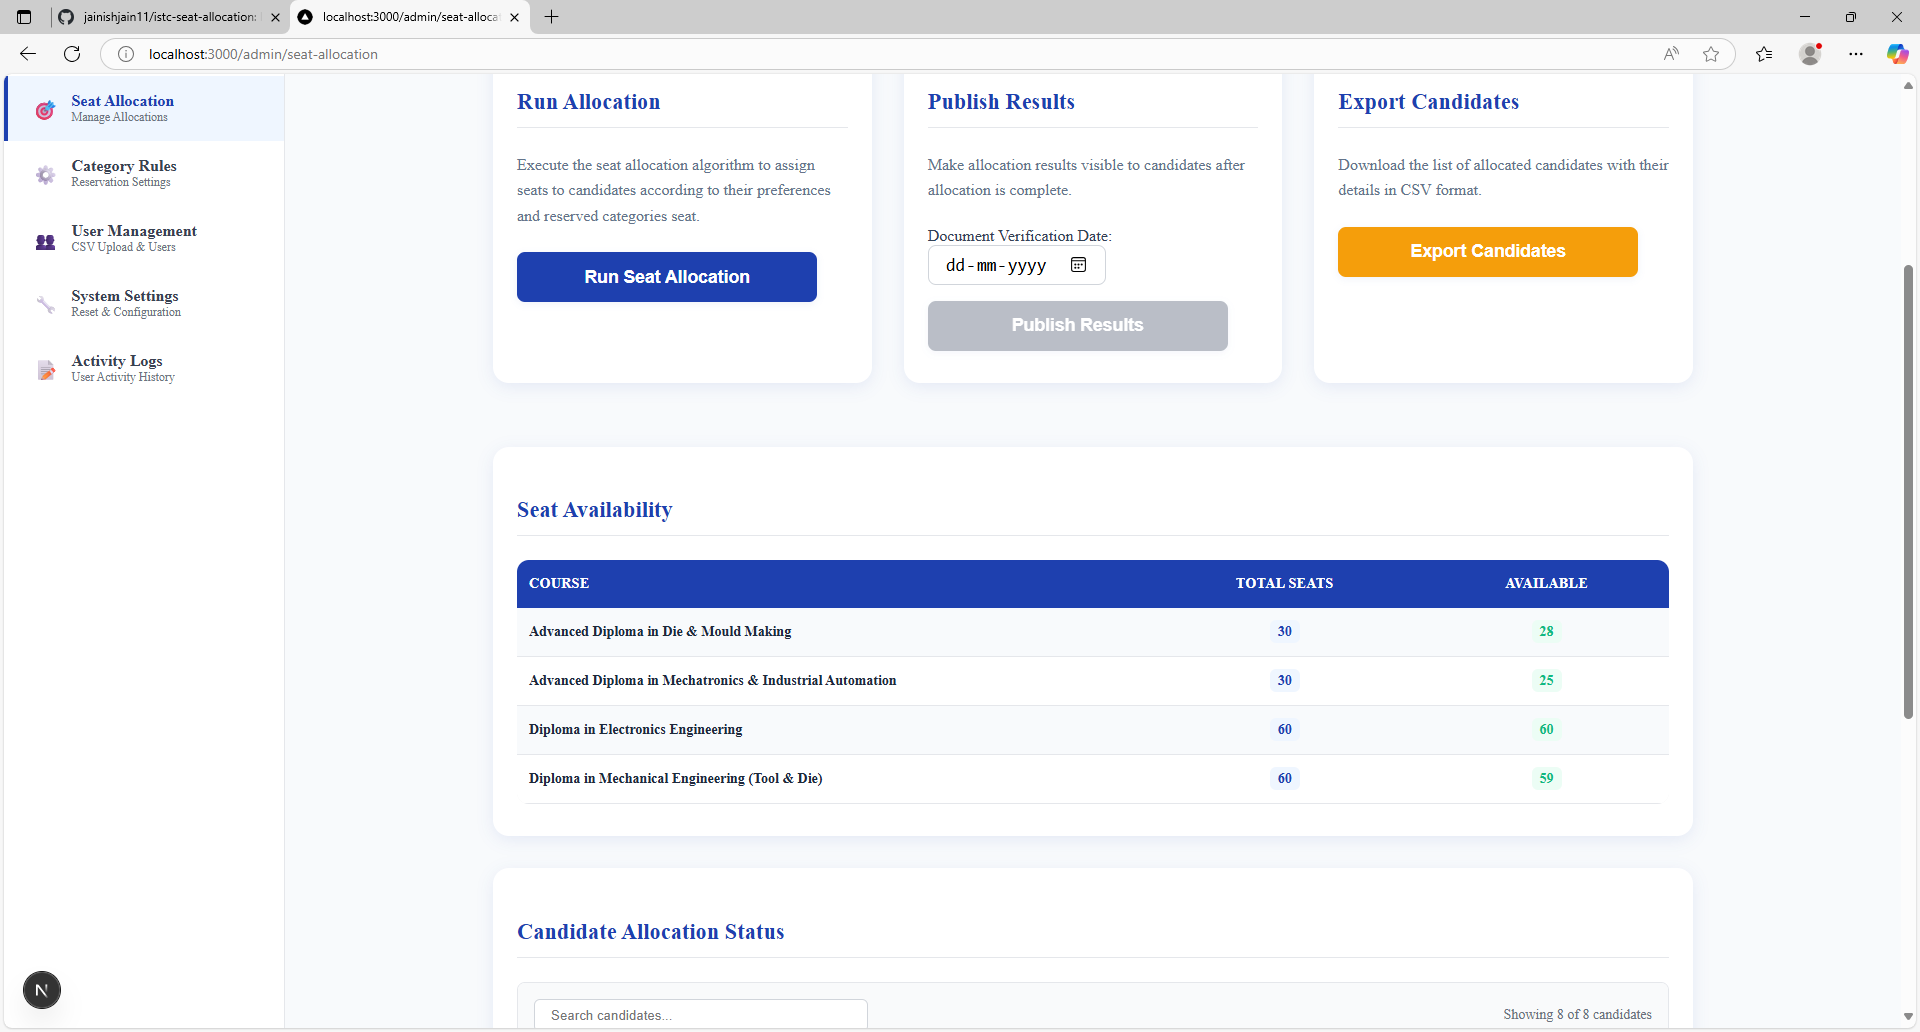 jainishjain11/istc-seat-allocation:
localhost:3000/admin/seat-alloca
localhost:3000/admin/seat-allocation
Seat Allocation
Manage Allocations
Category Rules
Reservation Settings
User Management
CSV Upload & Users
System Settings
Reset & Configuration
Activity Logs
User Activity History
N
Run Allocation
Execute the seat allocation algorithm to assign
seats to candidates according to their preferences
and reserved categories seat.
Run Seat Allocation
Publish Results
Make allocation results visible to candidates after
allocation is complete.
Document Verification Date:
dd-mm-yyyy
Publish Results
Export Candidates
Download the list of allocated candidates with their
details in CSV format.
Export Candidates
Seat Availability
COURSE TOTAL SEATS AVAILABLE
Advanced Diploma in Die & Mould Making 30 28
Advanced Diploma in Mechatronics & Industrial Automation 30 25
Diploma in Electronics Engineering 60 60
Diploma in Mechanical Engineering (Tool & Die) 60 59
Candidate Allocation Status
Search candidates...
Showing 8 of 8 candidates